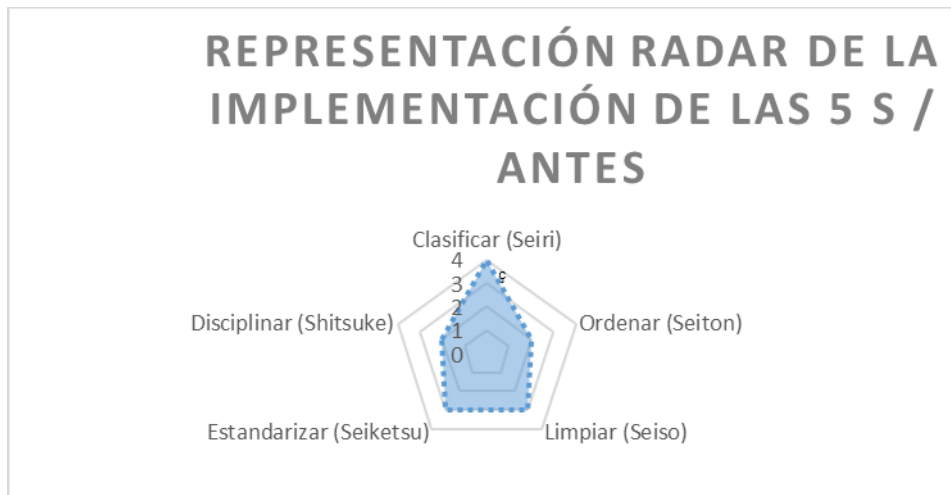 REPRESENTACIÓN RADAR DE LA
IMPLEMENTACIÓN DE LAS 5 S /
ANTES
Clasificar (Seiri)
4
3
2
1
0
Ordenar (Seiton)
Limpiar (Seiso)
Estandarizar (Seiketsu)
Disciplinar (Shitsuke)